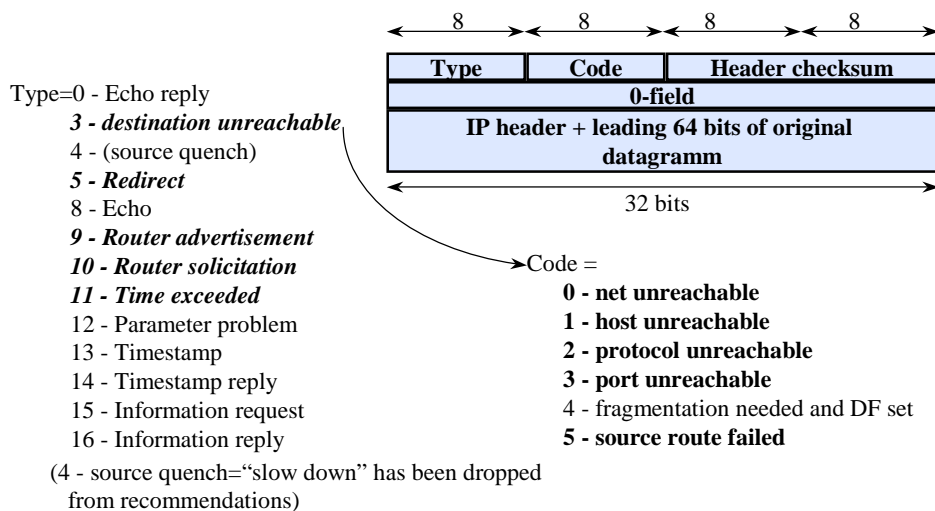 8 8 8 8
Type Code Header checksum
0-field
IP header + leading 64 bits of original
datagramm
32 bits
Type=0 - Echo reply
3 - destination unreachable
4 - (source quench)
5 - Redirect
8 - Echo
9 - Router advertisement
10 - Router solicitation
11 - Time exceeded
12 - Parameter problem
13 - Timestamp
14 - Timestamp reply
15 - Information request
16 - Information reply
(4 - source quench=“slow down” has been dropped
from recommendations)
Code =
0 - net unreachable
1 - host unreachable
2 - protocol unreachable
3 - port unreachable
4 - fragmentation needed and DF set
5 - source route failed